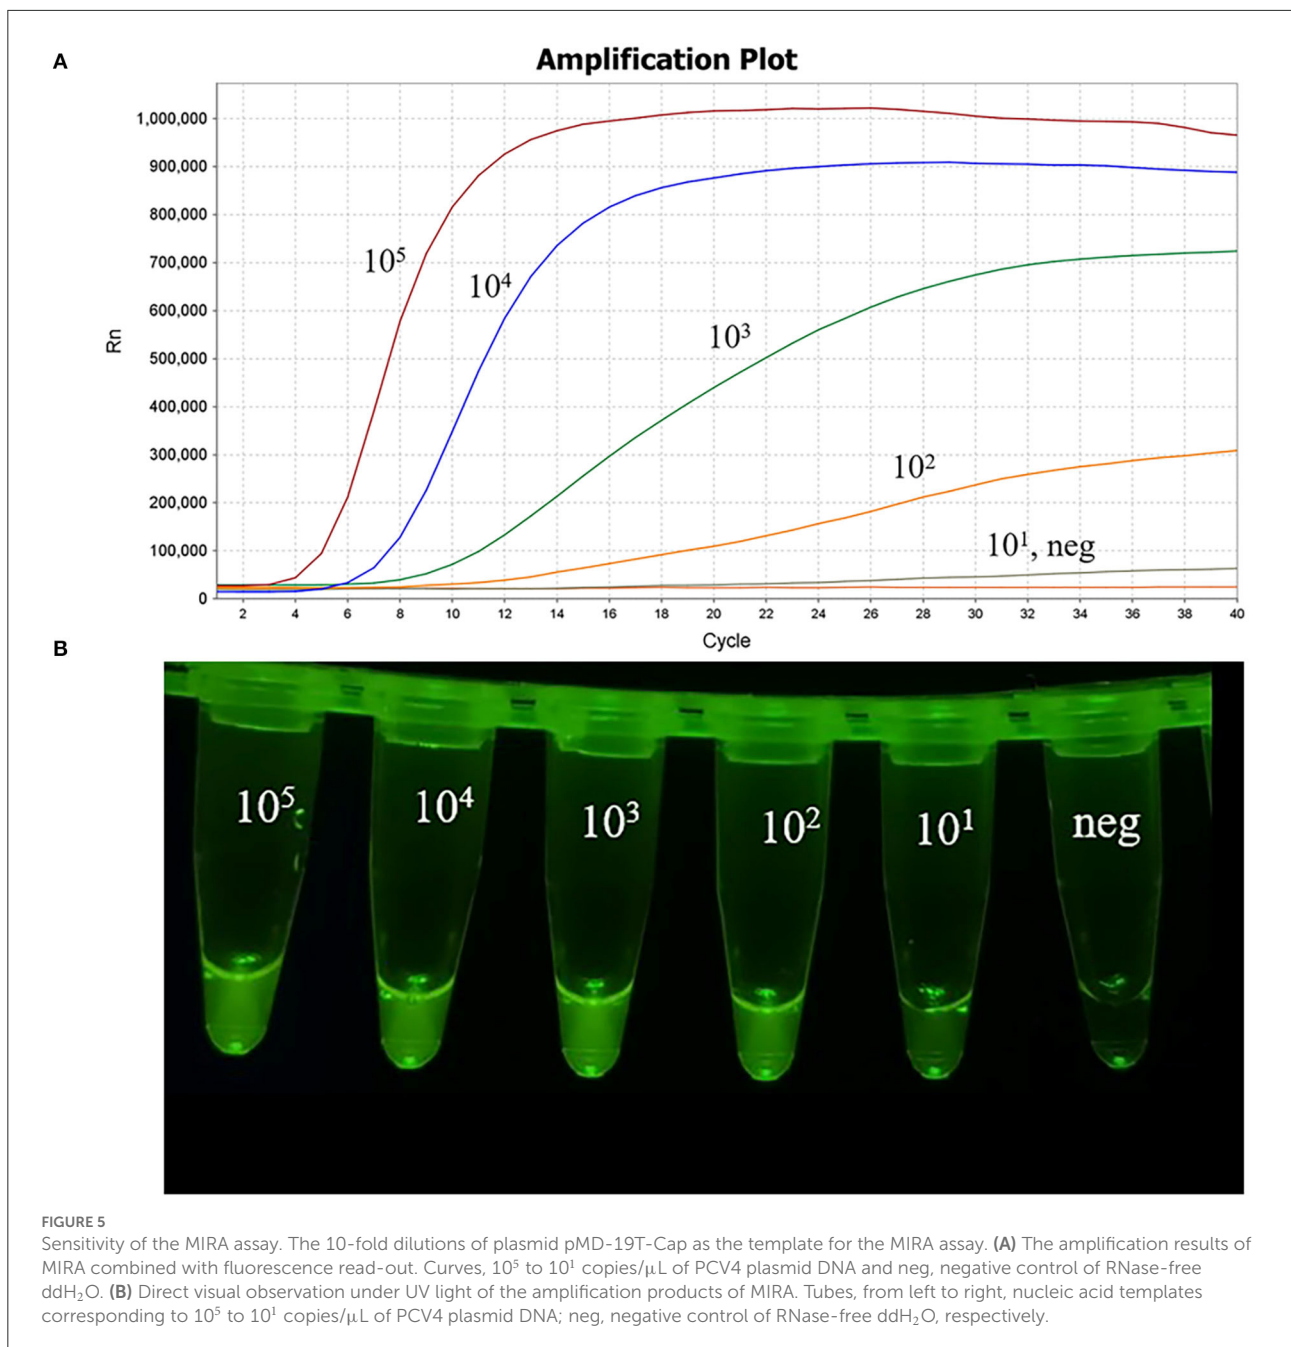 A
Amplification Plot
1,000,000
900,000
800,000
700,000
600,000
500,000
400,000
300,000
200,000
100,000
0
Rn
10⁵
10⁴
10³
10²
10¹, neg
2 4 6 8 10 12 14 16 18 20 22 24 26 28 30 32 34 36 38 40
Cycle
B
10⁵ 10⁴ 10³ 10² 10¹ neg
FIGURE 5
Sensitivity of the MIRA assay. The 10-fold dilutions of plasmid pMD-19T-Cap as the template for the MIRA assay. (A) The amplification results of
MIRA combined with fluorescence read-out. Curves, 10⁵ to 10¹ copies/μL of PCV4 plasmid DNA and neg, negative control of RNase-free
ddH₂O. (B) Direct visual observation under UV light of the amplification products of MIRA. Tubes, from left to right, nucleic acid templates
corresponding to 10⁵ to 10¹ copies/μL of PCV4 plasmid DNA; neg, negative control of RNase-free ddH₂O, respectively.